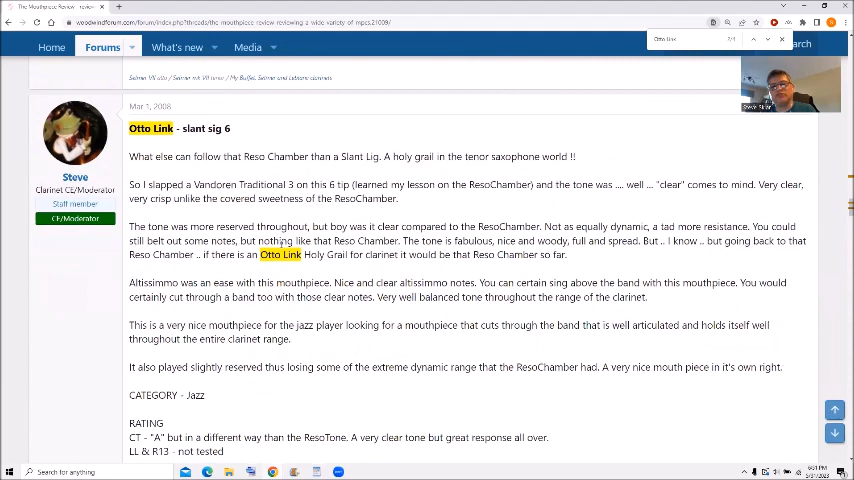 The Mouthpiece Review - review
woodwindforum.com/forum/index.php?threads/the-mouthpiece-review-reviewing-a-wide-variety-of-mpcs.21009/
Otto Link
Home
Forums
What's new
Media
Selmer VII alto / Selmer mk VII tenor / My Buffet, Selmer and Leblanc clarinets
Steve Sklar
Mar 1, 2008
Otto Link - slant sig 6
Steve
Clarinet CE/Moderator
Staff member
CE/Moderator
What else can follow that Reso Chamber than a Slant Lig. A holy grail in the tenor saxophone world !!
So I slapped a Vandoren Traditional 3 on this 6 tip (learned my lesson on the ResoChamber) and the tone was .... well ... "clear" comes to mind. Very clear,
very crisp unlike the covered sweetness of the ResoChamber.
The tone was more reserved throughout, but boy was it clear compared to the ResoChamber. Not as equally dynamic, a tad more resistance. You could
still belt out some notes, but nothing like that Reso Chamber. The tone is fabulous, nice and woody, full and spread. But .. I know .. but going back to that
Reso Chamber .. if there is an Otto Link Holy Grail for clarinet it would be that Reso Chamber so far.
Altissimmo was an ease with this mouthpiece. Nice and clear altissimmo notes. You can certain sing above the band with this mouthpiece. You would
certainly cut through a band too with those clear notes. Very well balanced tone throughout the range of the clarinet.
This is a very nice mouthpiece for the jazz player looking for a mouthpiece that cuts through the band that is well articulated and holds itself well
throughout the entire clarinet range.
It also played slightly reserved thus losing some of the extreme dynamic range that the ResoChamber had. A very nice mouth piece in it's own right.
CATEGORY - Jazz
RATING
CT - "A" but in a different way than the ResoTone. A very clear tone but great response all over.
LL & R13 - not tested
Search for anything
6:51 PM
5/31/2023